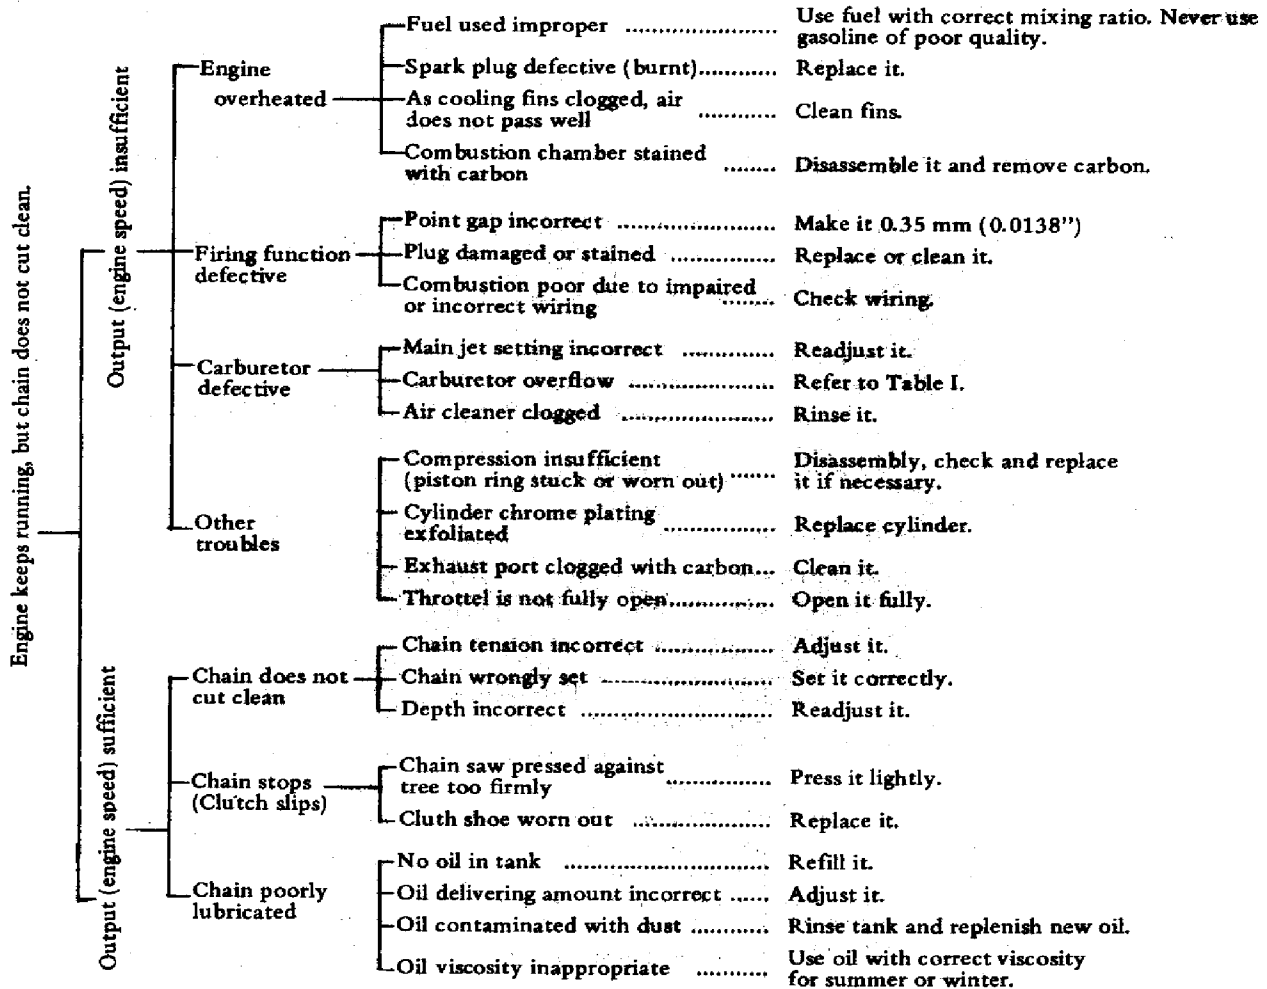 Engine keeps running, but chain does not cut clean.
Output (engine speed) insufficient
Engine
overheated
Fuel used improper ...................... Use fuel with correct mixing ratio. Never use
gasoline of poor quality.
Spark plug defective (burnt)............ Replace it.
As cooling fins clogged, air
does not pass well ............ Clean fins.
Combustion chamber stained
with carbon ........ Disassemble it and remove carbon.
Firing function
defective
Point gap incorrect ........................ Make it 0.35 mm (0.0138”)
Plug damaged or stained ................ Replace or clean it.
Combustion poor due to impaired
or incorrect wiring ........ Check wiring.
Carburetor
defective
Main jet setting incorrect .............. Readjust it.
Carburetor overflow ...................... Refer to Table I.
Air cleaner clogged ....................... Rinse it.
Other
troubles
Compression insufficient
(piston ring stuck or worn out) ....... Disassembly, check and replace
it if necessary.
Cylinder chrome plating
exfoliated ................. Replace cylinder.
Exhaust port clogged with carbon... Clean it.
Throttel is not fully open................ Open it fully.
Output (engine speed) sufficient
Chain does not
cut clean
Chain tension incorrect .................. Adjust it.
Chain wrongly set .......................... Set it correctly.
Depth incorrect ............................. Readjust it.
Chain stops
(Clutch slips)
Chain saw pressed against
tree too firmly ................ Press it lightly.
Cluth shoe worn out ..................... Replace it.
Chain poorly
lubricated
No oil in tank ............................... Refill it.
Oil delivering amount incorrect ...... Adjust it.
Oil contaminated with dust ............ Rinse tank and replenish new oil.
Oil viscosity inappropriate ........... Use oil with correct viscosity
for summer or winter.